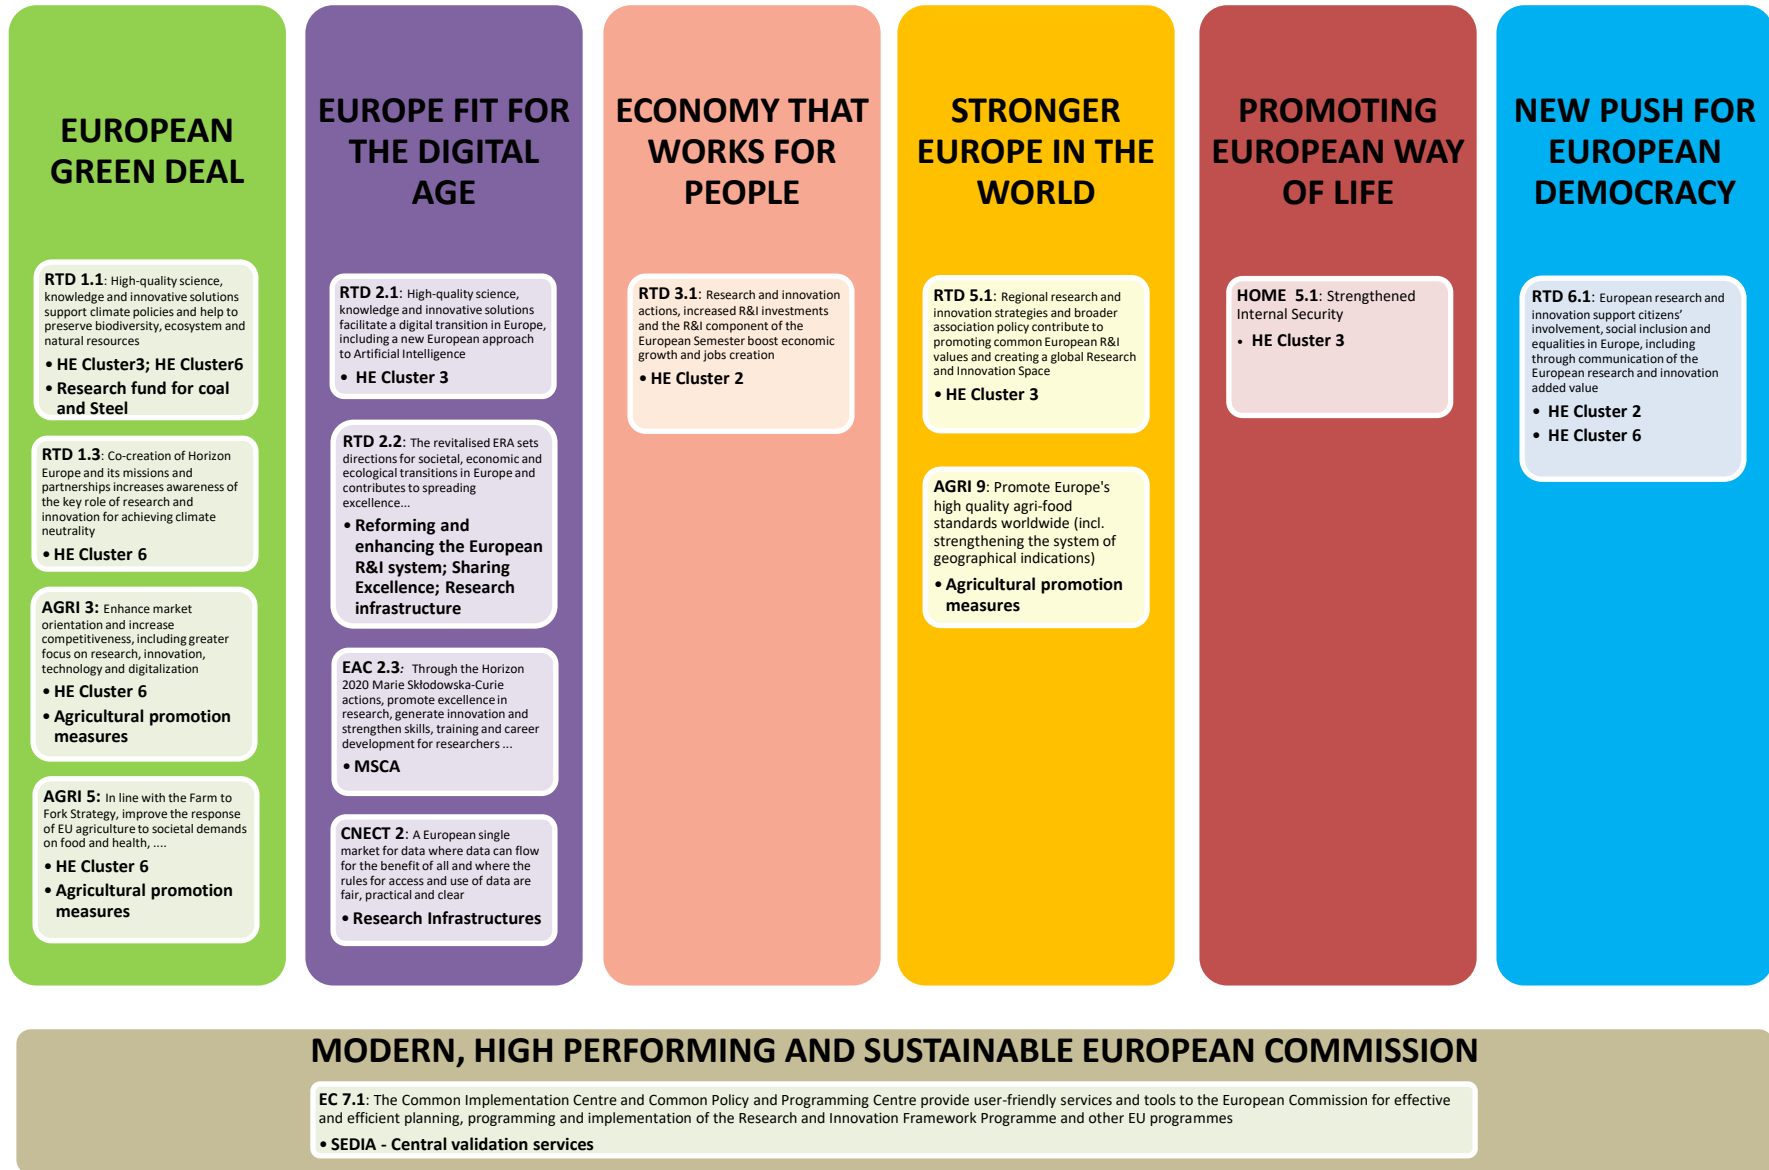 EUROPEAN
GREEN DEAL
RTD 1.1: High-quality science,
knowledge and innovative solutions
support climate policies and help to
preserve biodiversity, ecosystem and
natural resources
• HE Cluster3; HE Cluster6
• Research fund for coal
and Steel
RTD 1.3: Co-creation of Horizon
Europe and its missions and
partnerships increases awareness of
the key role of research and
innovation for achieving climate
neutrality
• HE Cluster 6
AGRI 3: Enhance market
orientation and increase
competitiveness, including greater
focus on research, innovation,
technology and digitalization
• HE Cluster 6
• Agricultural promotion
measures
AGRI 5: In line with the Farm to
Fork Strategy, improve the response
of EU agriculture to societal demands
on food and health, ....
• HE Cluster 6
• Agricultural promotion
measures
EUROPE FIT FOR
THE DIGITAL
AGE
RTD 2.1: High-quality science,
knowledge and innovative solutions
facilitate a digital transition in Europe,
including a new European approach
to Artificial Intelligence
• HE Cluster 3
RTD 2.2: The revitalised ERA sets
directions for societal, economic and
ecological transitions in Europe and
contributes to spreading
excellence...
• Reforming and
enhancing the European
R&I system; Sharing
Excellence; Research
infrastructure
EAC 2.3: Through the Horizon
2020 Marie Skłodowska-Curie
actions, promote excellence in
research, generate innovation and
strengthen skills, training and career
development for researchers ...
• MSCA
CNECT 2: A European single
market for data where data can flow
for the benefit of all and where the
rules for access and use of data are
fair, practical and clear
• Research Infrastructures
ECONOMY THAT
WORKS FOR
PEOPLE
RTD 3.1: Research and innovation
actions, increased R&I investments
and the R&I component of the
European Semester boost economic
growth and jobs creation
• HE Cluster 2
STRONGER
EUROPE IN THE
WORLD
RTD 5.1: Regional research and
innovation strategies and broader
association policy contribute to
promoting common European R&I
values and creating a global Research
and Innovation Space
• HE Cluster 3
AGRI 9: Promote Europe's
high quality agri-food
standards worldwide (incl.
strengthening the system of
geographical indications)
• Agricultural promotion
measures
PROMOTING
EUROPEAN WAY
OF LIFE
HOME 5.1: Strengthened
Internal Security
• HE Cluster 3
NEW PUSH FOR
EUROPEAN
DEMOCRACY
RTD 6.1: European research and
innovation support citizens'
involvement, social inclusion and
equalities in Europe, including
through communication of the
European research and innovation
added value
• HE Cluster 2
• HE Cluster 6
MODERN, HIGH PERFORMING AND SUSTAINABLE EUROPEAN COMMISSION
EC 7.1: The Common Implementation Centre and Common Policy and Programming Centre provide user-friendly services and tools to the European Commission for effective
and efficient planning, programming and implementation of the Research and Innovation Framework Programme and other EU programmes
• SEDIA - Central validation services